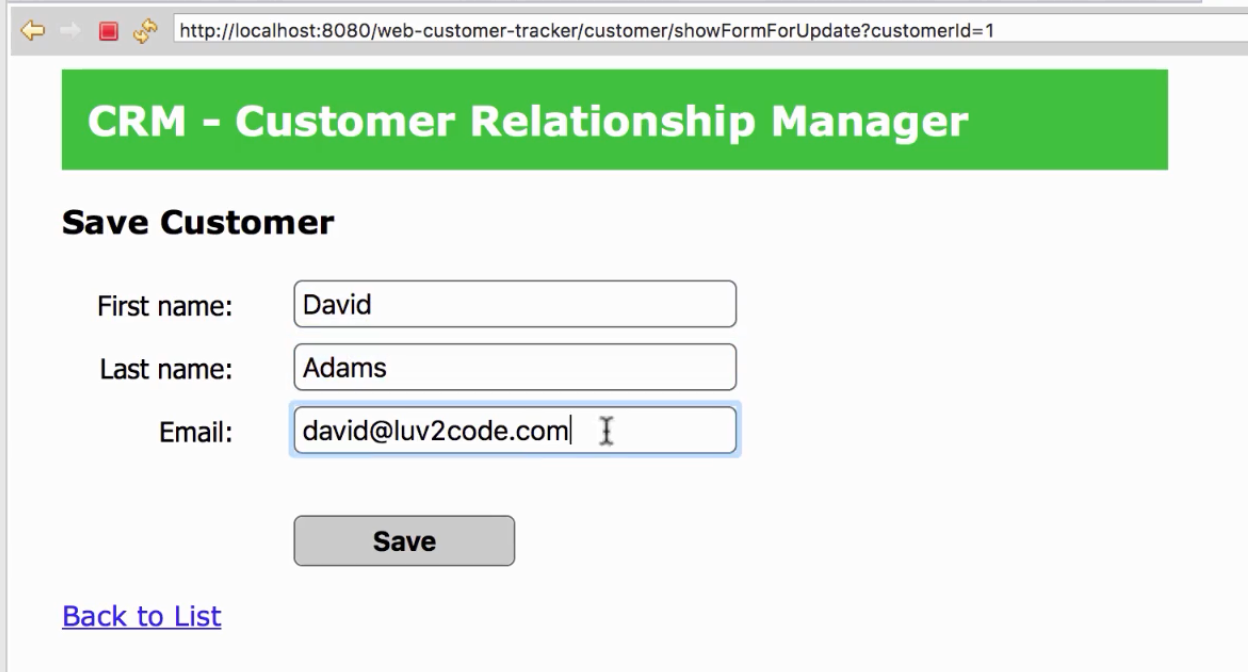 http://localhost:8080/web-customer-tracker/customer/showFormForUpdate?customerId=1
CRM - Customer Relationship Manager
Save Customer
First name: David
Last name: Adams
Email: david@luv2code.com
Save
Back to List